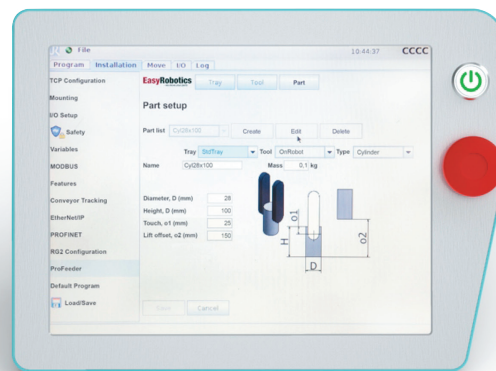 File 10:44:37 CCCC
Program Installation Move I/O Log
TCP Configuration
Mounting
I/O Setup
Safety
Variables
MODBUS
Features
Conveyor Tracking
EtherNet/IP
PROFINET
RG2 Configuration
ProFeeder
Default Program
Load/Save
EasyRobotics Tray Tool Part
Part setup
Part list Cyl28x100 Create Edit Delete
Tray StdTray Tool OnRobot Type Cylinder
Name Cyl28x100 Mass 0,1 kg
Diameter, D (mm) 28
Height, D (mm) 100
Touch, o1 (mm) 25
Lift offset, o2 (mm) 150
o1
H
o2
D
Save Cancel